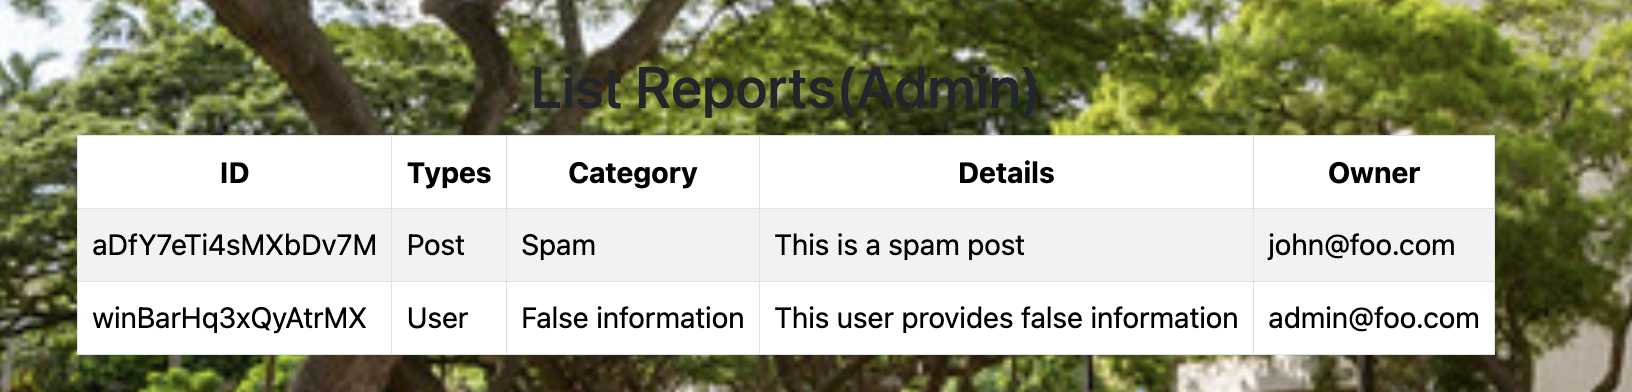 List Reports(Admin)
ID Types Category Details Owner
aDfY7eTi4sMXbDv7M Post Spam This is a spam post john@foo.com
winBarHq3xQyAtrMX User False information This user provides false information admin@foo.com